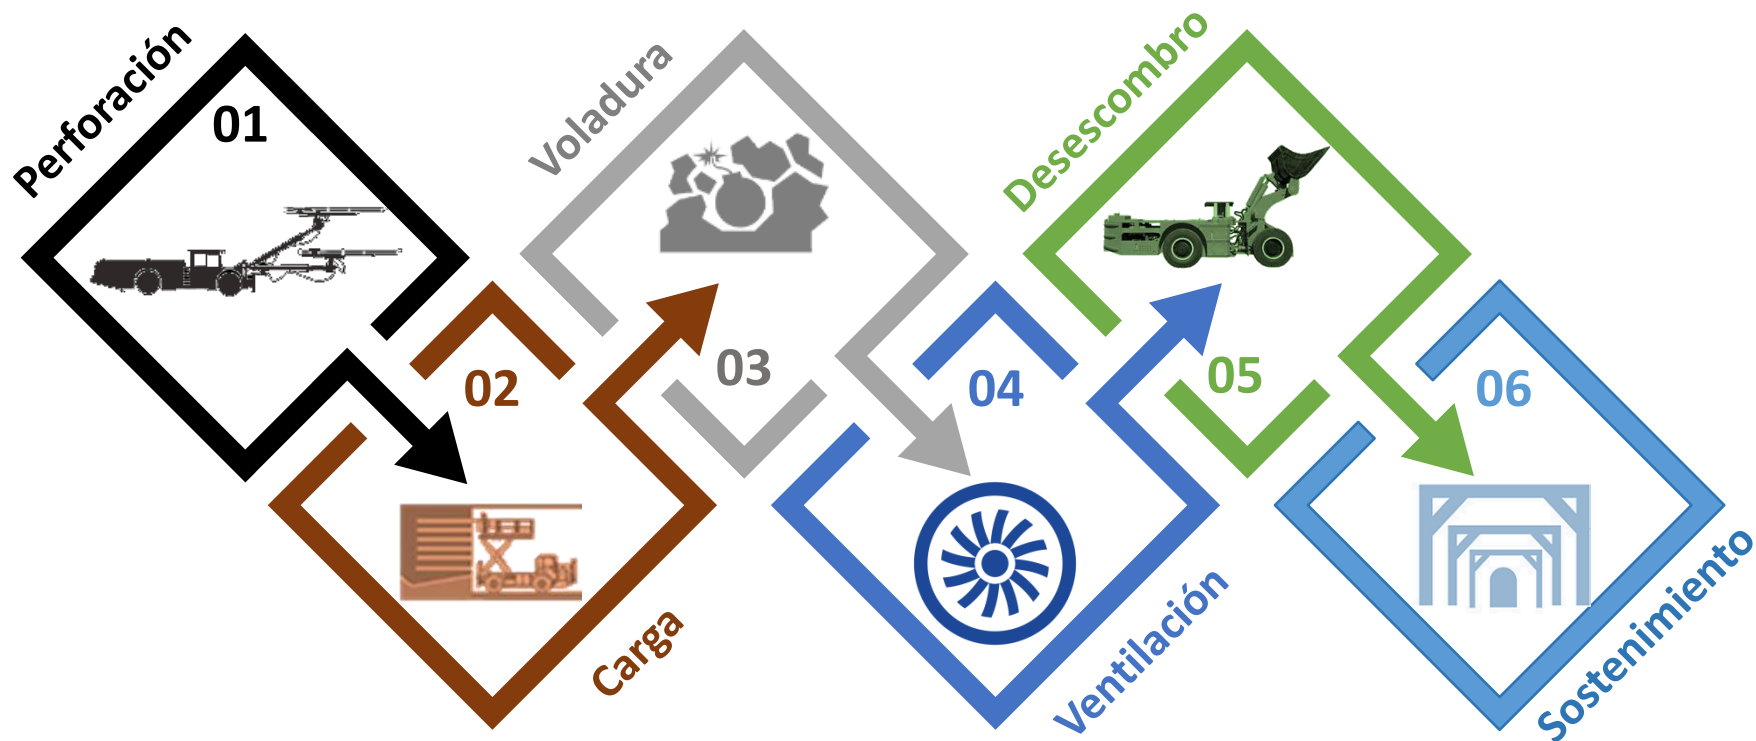 Perforación
01
02
Carga
Voladura
03
04
Ventilación
Desescombro
05
06
Sostenimiento